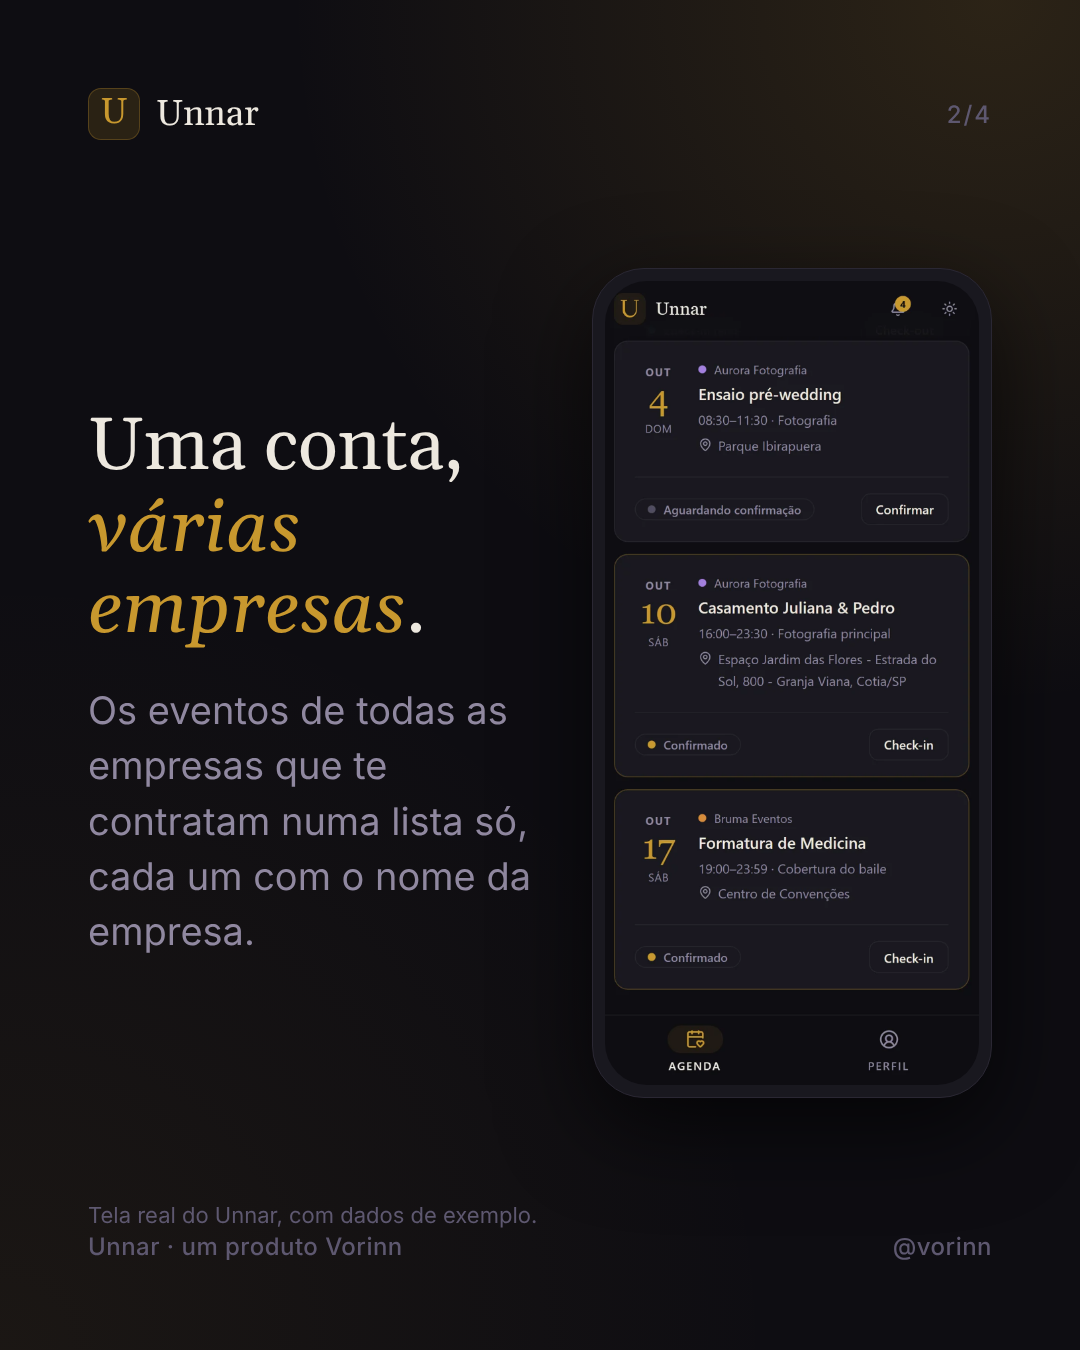 U Unnar
2/4
Uma conta,
várias
empresas.
Os eventos de todas as
empresas que te
contratam numa lista só,
cada um com o nome da
empresa.
U Unnar
4
OUT
4
DOM
Aurora Fotografia
Ensaio pré-wedding
08:30–11:30 · Fotografia
Parque Ibirapuera
Aguardando confirmação
Confirmar
OUT
10
SÁB
Aurora Fotografia
Casamento Juliana & Pedro
16:00–23:30 · Fotografia principal
Espaço Jardim das Flores - Estrada do
Sol, 800 - Granja Viana, Cotia/SP
Confirmado
Check-in
OUT
17
SÁB
Bruma Eventos
Formatura de Medicina
19:00–23:59 · Cobertura do baile
Centro de Convenções
Confirmado
Check-in
AGENDA
PERFIL
Tela real do Unnar, com dados de exemplo.
Unnar · um produto Vorinn
@vorinn